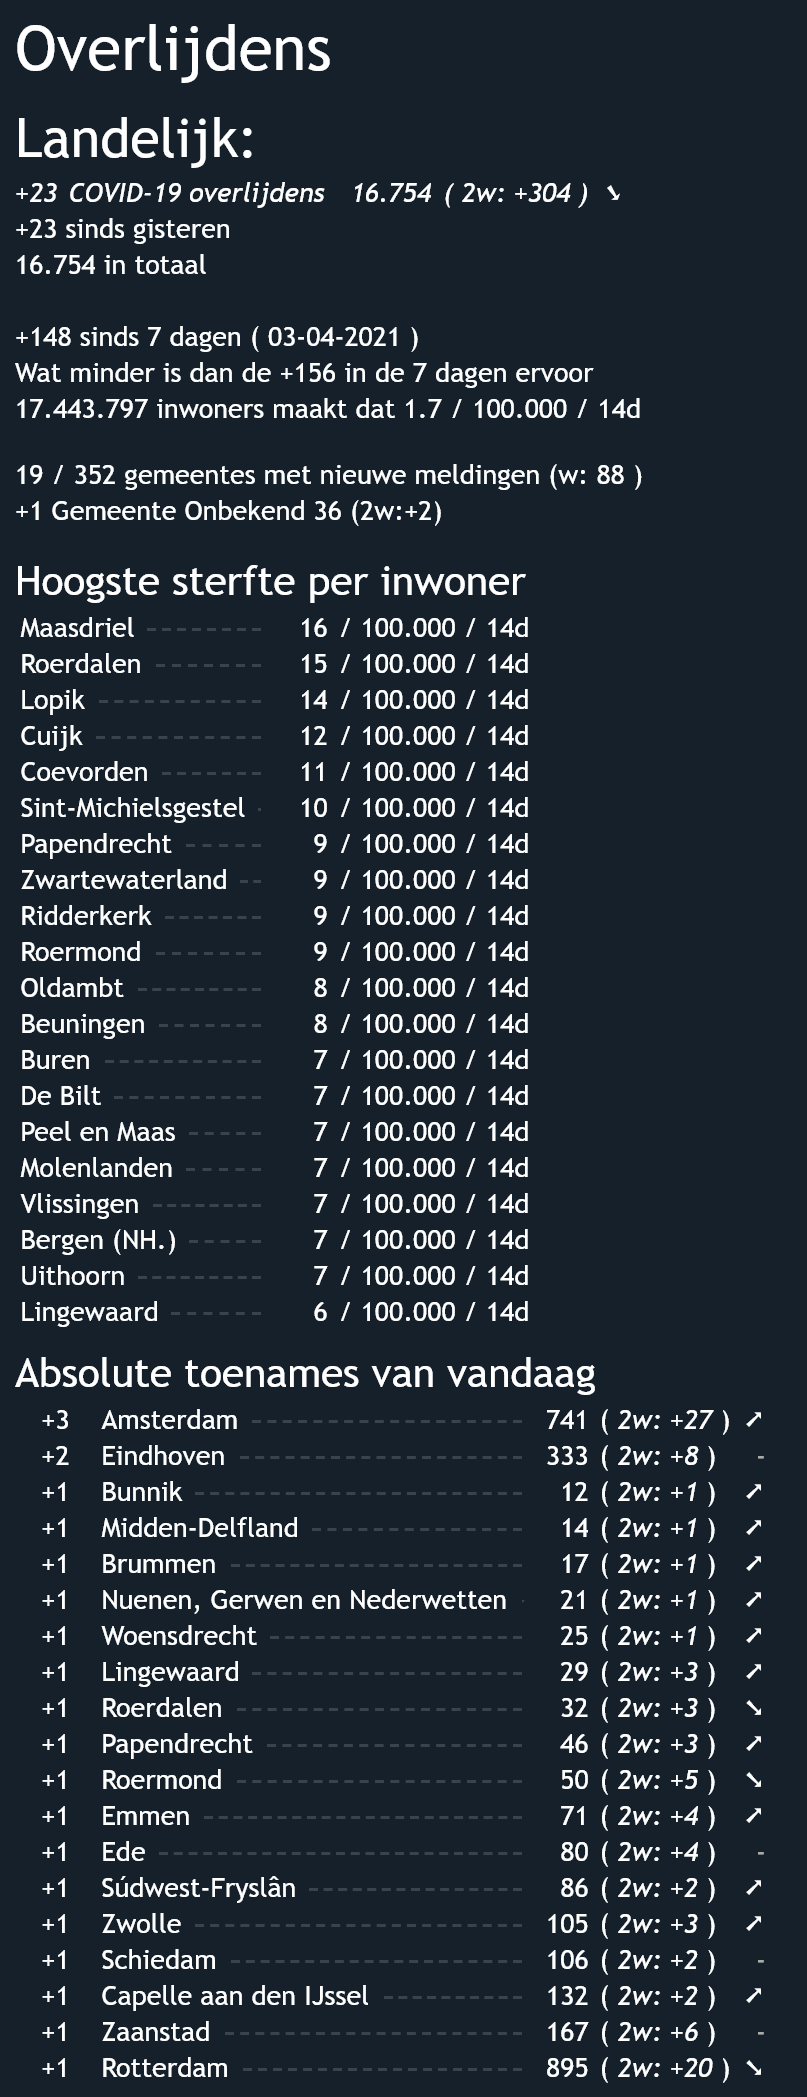 Overlijdens
Landelijk:
+23 COVID-19 overlijdens 16.754 ( 2w: +304 ) ➘
+23 sinds gisteren
16.754 in totaal
+148 sinds 7 dagen ( 03-04-2021 )
Wat minder is dan de +156 in de 7 dagen ervoor
17.443.797 inwoners maakt dat 1.7 / 100.000 / 14d
19 / 352 gemeentes met nieuwe meldingen (w: 88 )
+1 Gemeente Onbekend 36 (2w:+2)
Hoogste sterfte per inwoner
Maasdriel -------- 16 / 100.000 / 14d
Roerdalen ------- 15 / 100.000 / 14d
Lopik ----------- 14 / 100.000 / 14d
Cuijk ----------- 12 / 100.000 / 14d
Coevorden ------- 11 / 100.000 / 14d
Sint-Michielsgestel - 10 / 100.000 / 14d
Papendrecht ----- 9 / 100.000 / 14d
Zwartewaterland -- 9 / 100.000 / 14d
Ridderkerk ------- 9 / 100.000 / 14d
Roermond ------- 9 / 100.000 / 14d
Oldambt --------- 8 / 100.000 / 14d
Beuningen ------- 8 / 100.000 / 14d
Buren ----------- 7 / 100.000 / 14d
De Bilt ---------- 7 / 100.000 / 14d
Peel en Maas ----- 7 / 100.000 / 14d
Molenlanden ----- 7 / 100.000 / 14d
Vlissingen -------- 7 / 100.000 / 14d
Bergen (NH.) ----- 7 / 100.000 / 14d
Uithoorn --------- 7 / 100.000 / 14d
Lingewaard ------ 6 / 100.000 / 14d
Absolute toenames van vandaag
+3 Amsterdam ------------------- 741 ( 2w: +27 ) ➚
+2 Eindhoven -------------------- 333 ( 2w: +8 ) -
+1 Bunnik ----------------------- 12 ( 2w: +1 ) ➚
+1 Midden-Delfland -------------- 14 ( 2w: +1 ) ➚
+1 Brummen -------------------- 17 ( 2w: +1 ) ➚
+1 Nuenen, Gerwen en Nederwetten - 21 ( 2w: +1 ) ➚
+1 Woensdrecht ----------------- 25 ( 2w: +1 ) ➚
+1 Lingewaard ------------------- 29 ( 2w: +3 ) ➚
+1 Roerdalen -------------------- 32 ( 2w: +3 ) ➘
+1 Papendrecht ------------------ 46 ( 2w: +3 ) ➚
+1 Roermond -------------------- 50 ( 2w: +5 ) ➘
+1 Emmen ---------------------- 71 ( 2w: +4 ) ➚
+1 Ede -------------------------- 80 ( 2w: +4 ) -
+1 Súdwest-Fryslân --------------- 86 ( 2w: +2 ) ➚
+1 Zwolle ----------------------- 105 ( 2w: +3 ) ➚
+1 Schiedam -------------------- 106 ( 2w: +2 ) -
+1 Capelle aan den IJssel ---------- 132 ( 2w: +2 ) ➚
+1 Zaanstad --------------------- 167 ( 2w: +6 ) -
+1 Rotterdam ------------------- 895 ( 2w: +20 ) ➘